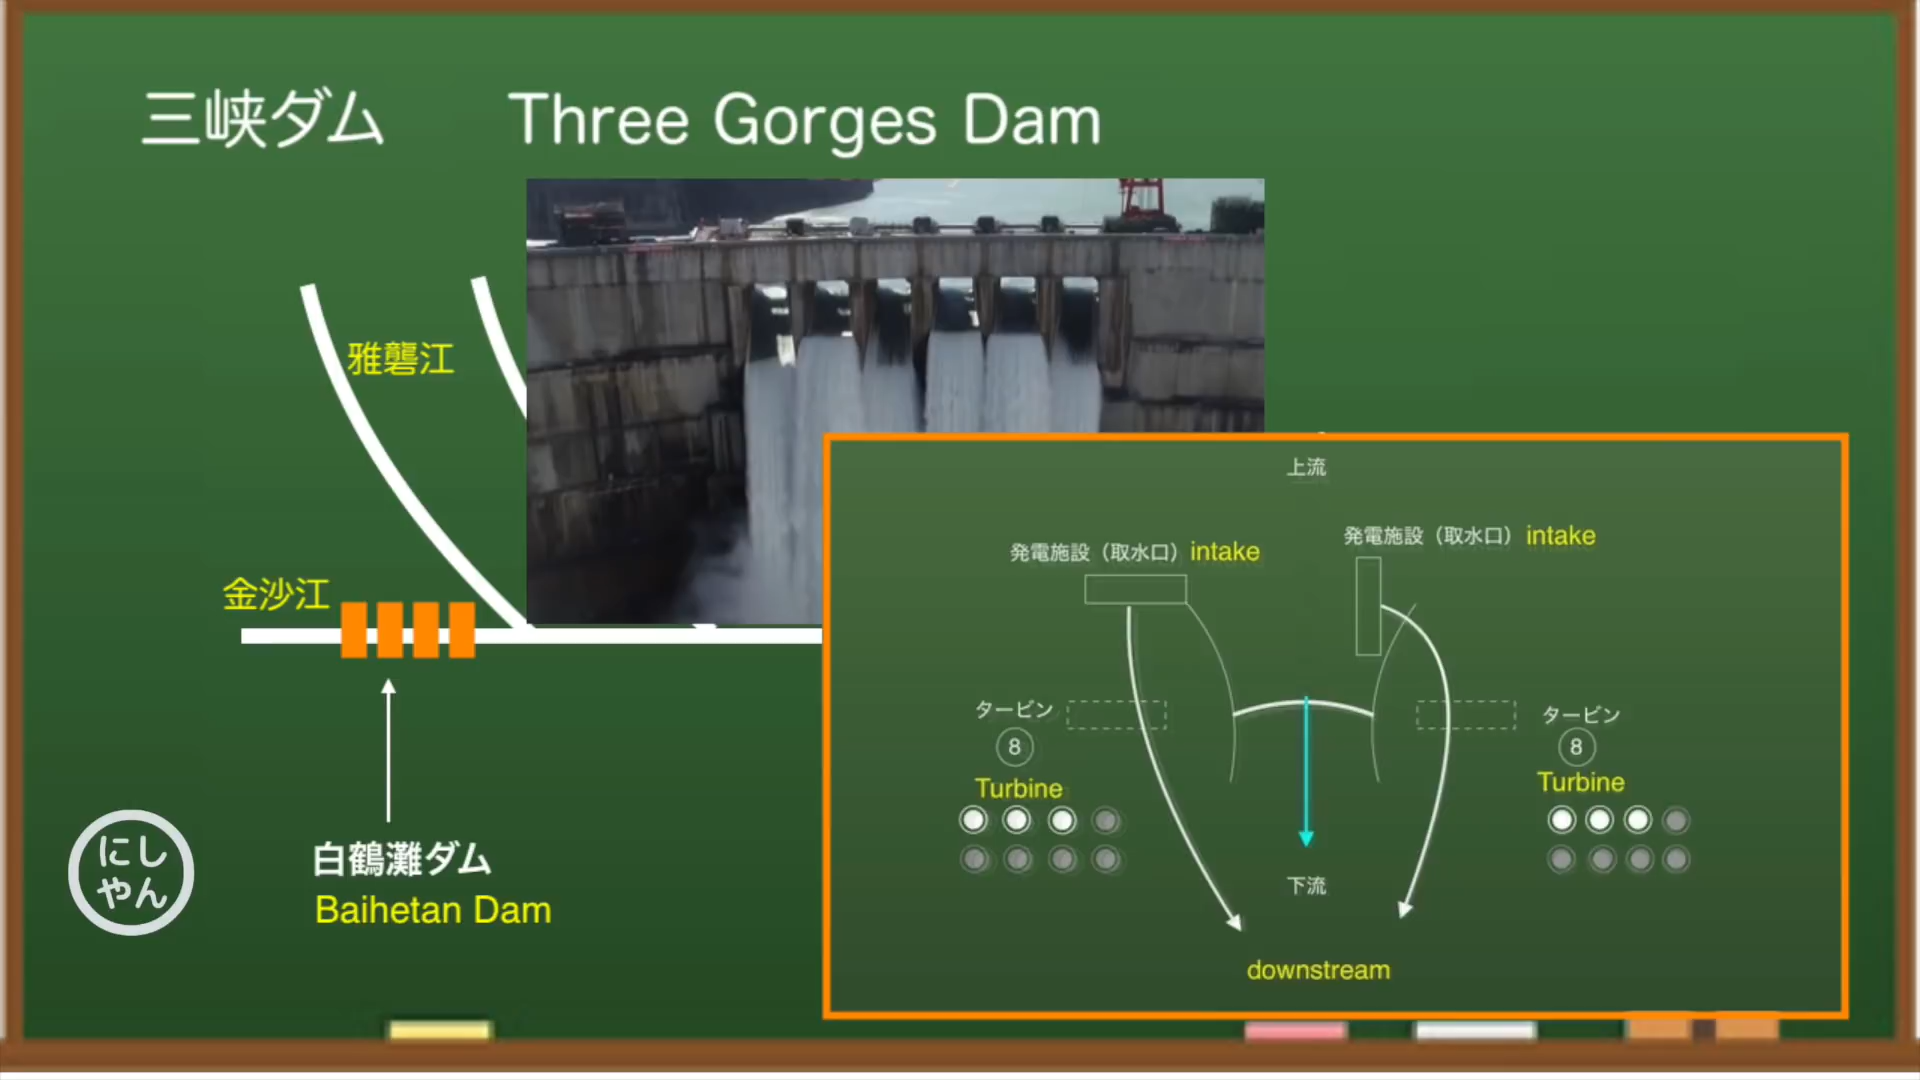 三峡ダム Three Gorges Dam
雅礱江
金沙江
白鶴灘ダム
Baihetan Dam
にし
やん
上流
発電施設（取水口） intake
発電施設（取水口） intake
タービン
8
Turbine
タービン
8
Turbine
下流
downstream